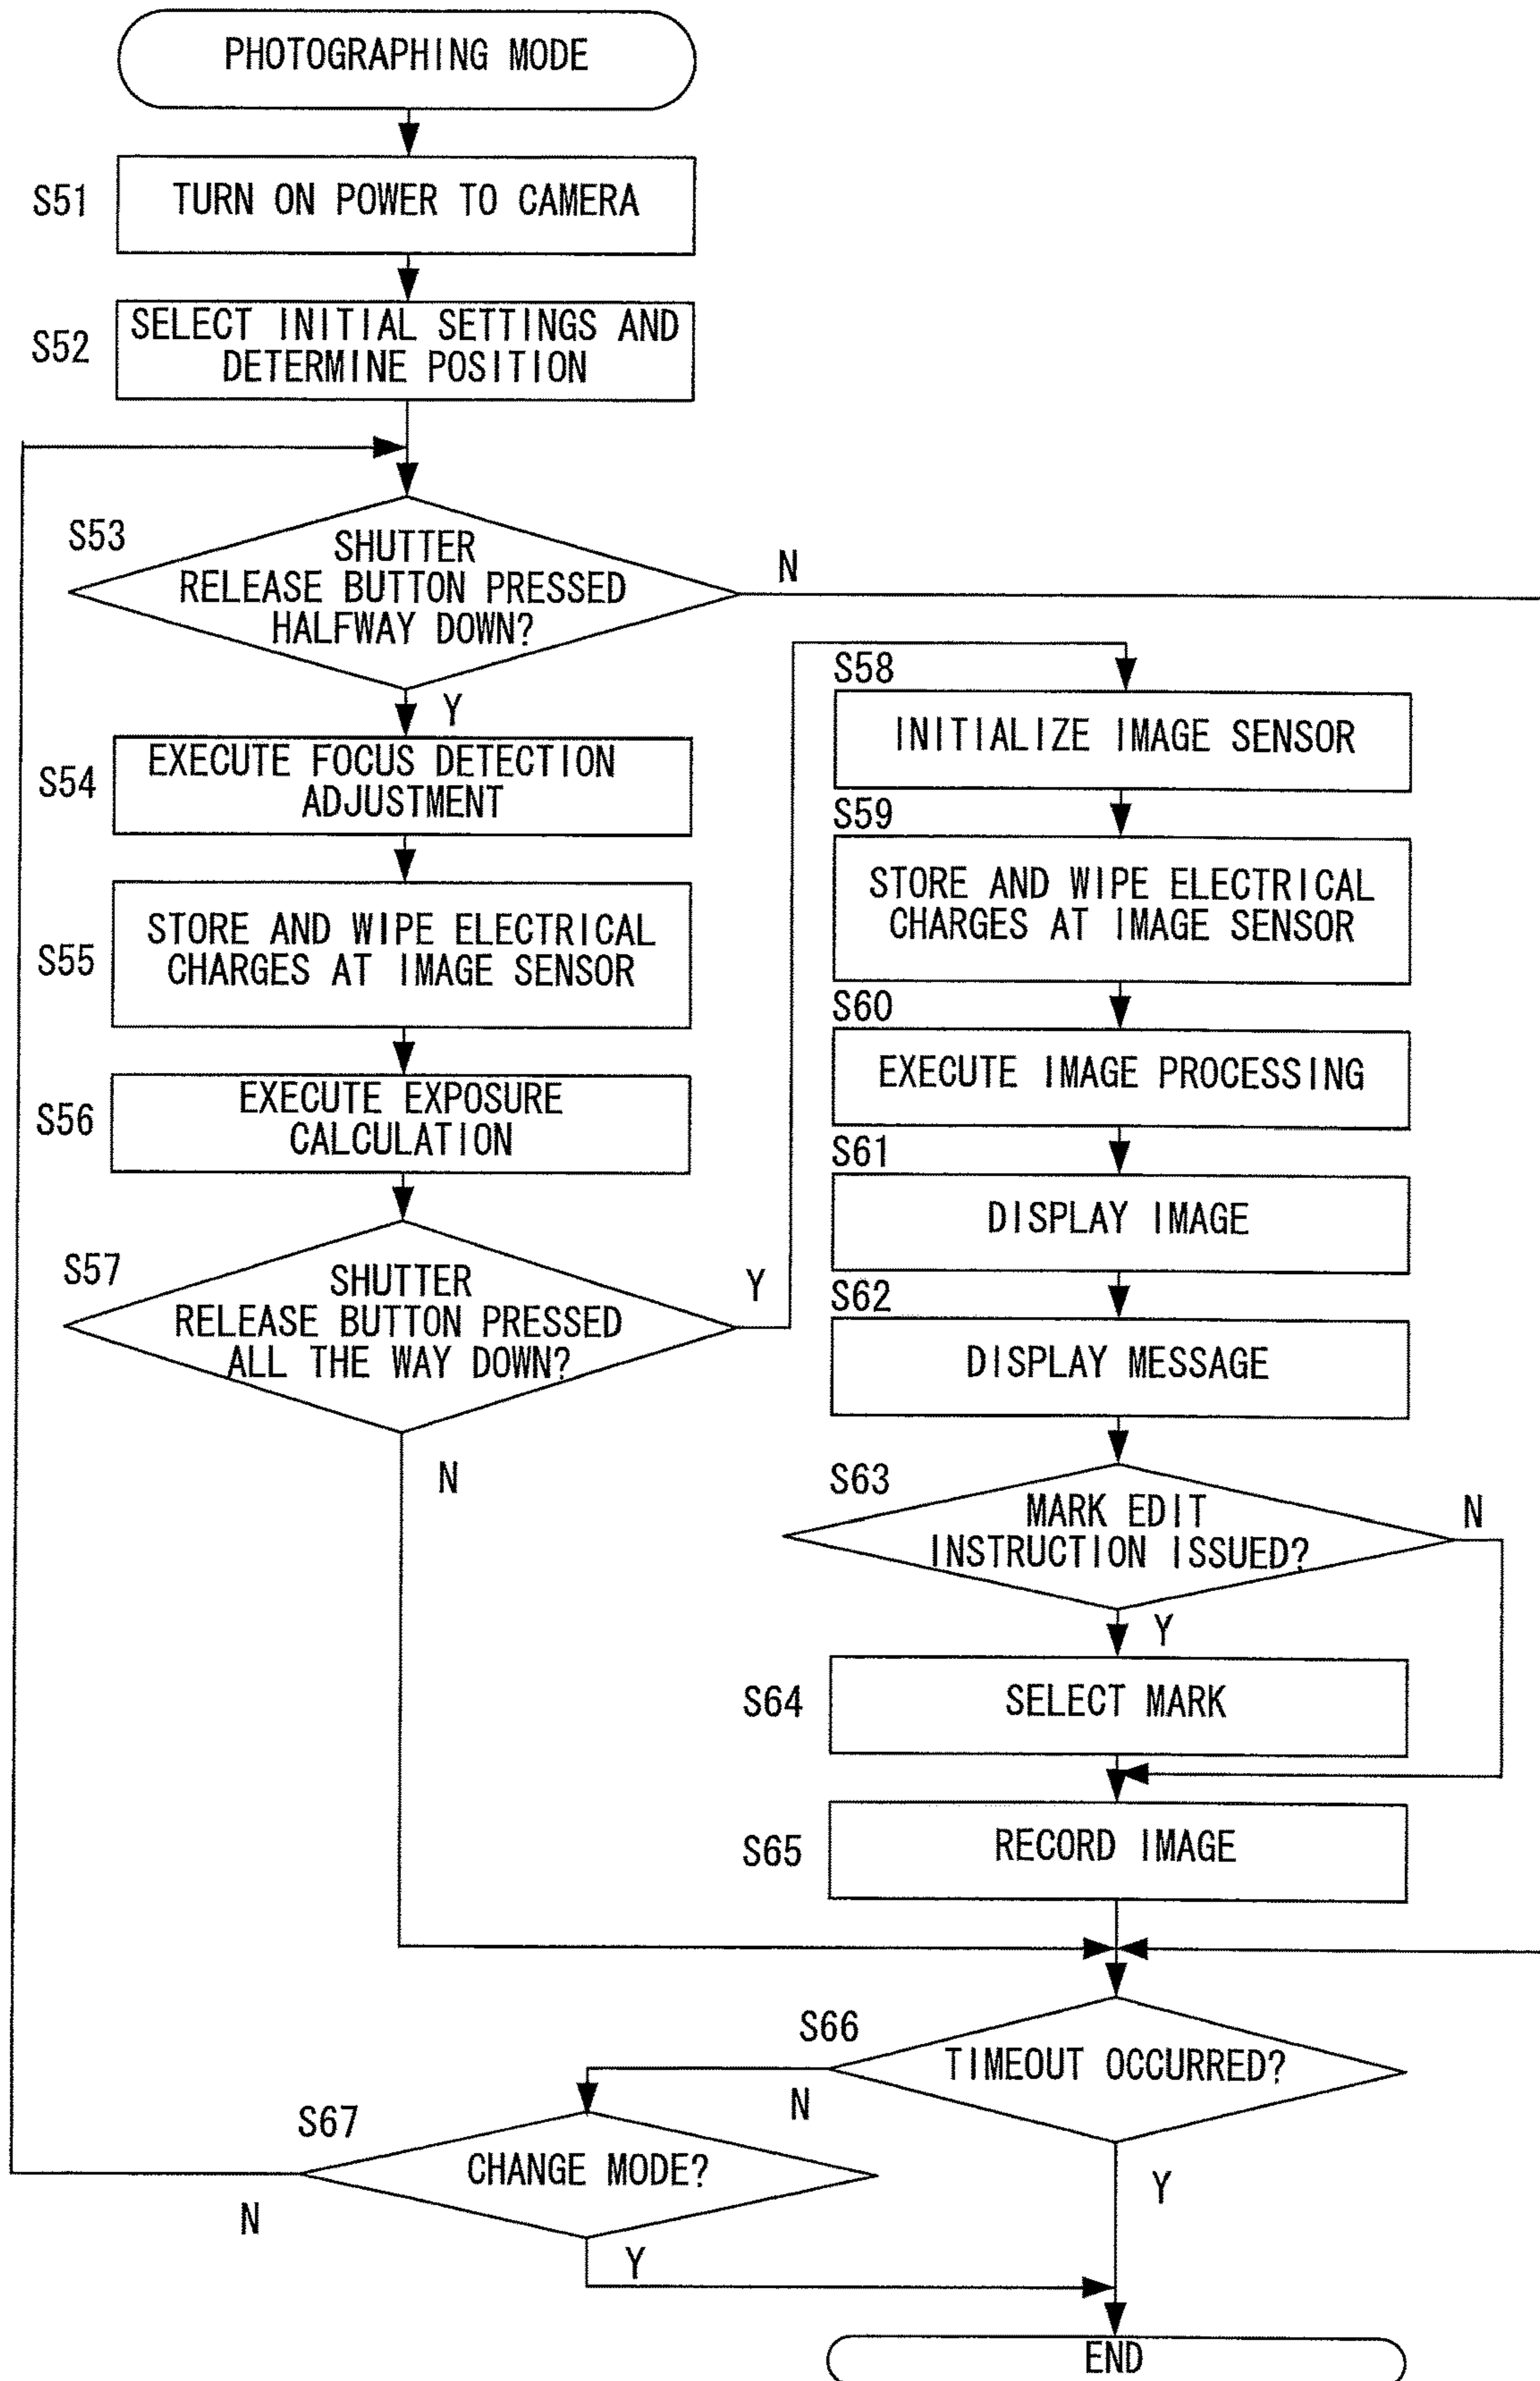 PHOTOGRAPHING MODE
S51
TURN ON POWER TO CAMERA
S52
SELECT INITIAL SETTINGS AND
DETERMINE POSITION
S53
SHUTTER
RELEASE BUTTON PRESSED
HALFWAY DOWN?
N
Y
S54
EXECUTE FOCUS DETECTION
ADJUSTMENT
S55
STORE AND WIPE ELECTRICAL
CHARGES AT IMAGE SENSOR
S56
EXECUTE EXPOSURE
CALCULATION
S57
SHUTTER
RELEASE BUTTON PRESSED
ALL THE WAY DOWN?
Y
N
S58
INITIALIZE IMAGE SENSOR
S59
STORE AND WIPE ELECTRICAL
CHARGES AT IMAGE SENSOR
S60
EXECUTE IMAGE PROCESSING
S61
DISPLAY IMAGE
S62
DISPLAY MESSAGE
S63
MARK EDIT
INSTRUCTION ISSUED?
N
Y
S64
SELECT MARK
S65
RECORD IMAGE
S66
TIMEOUT OCCURRED?
N
Y
S67
CHANGE MODE?
N
Y
END